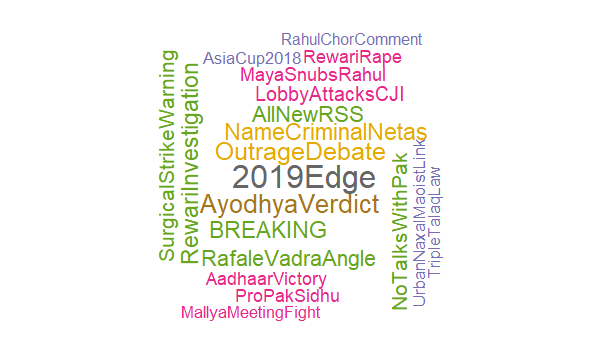 RahulChorComment
AsiaCup2018
RewariRape
MayaSnubsRahul
LobbyAttacksCJI
AllNewRSS
NameCriminalNetas
OutrageDebate
2019Edge
AyodhyaVerdict
BREAKING
RafaleVadraAngle
AadhaarVictory
ProPakSidhu
MallyaMeetingFight
SurgicalStrikeWarning
RewariInvestigation
NoTalksWithPak
UrbanNaxalMaoistLink
TripleTalaqLaw